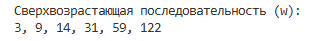 Сверхвозрастающая последовательность (w):
3, 9, 14, 31, 59, 122